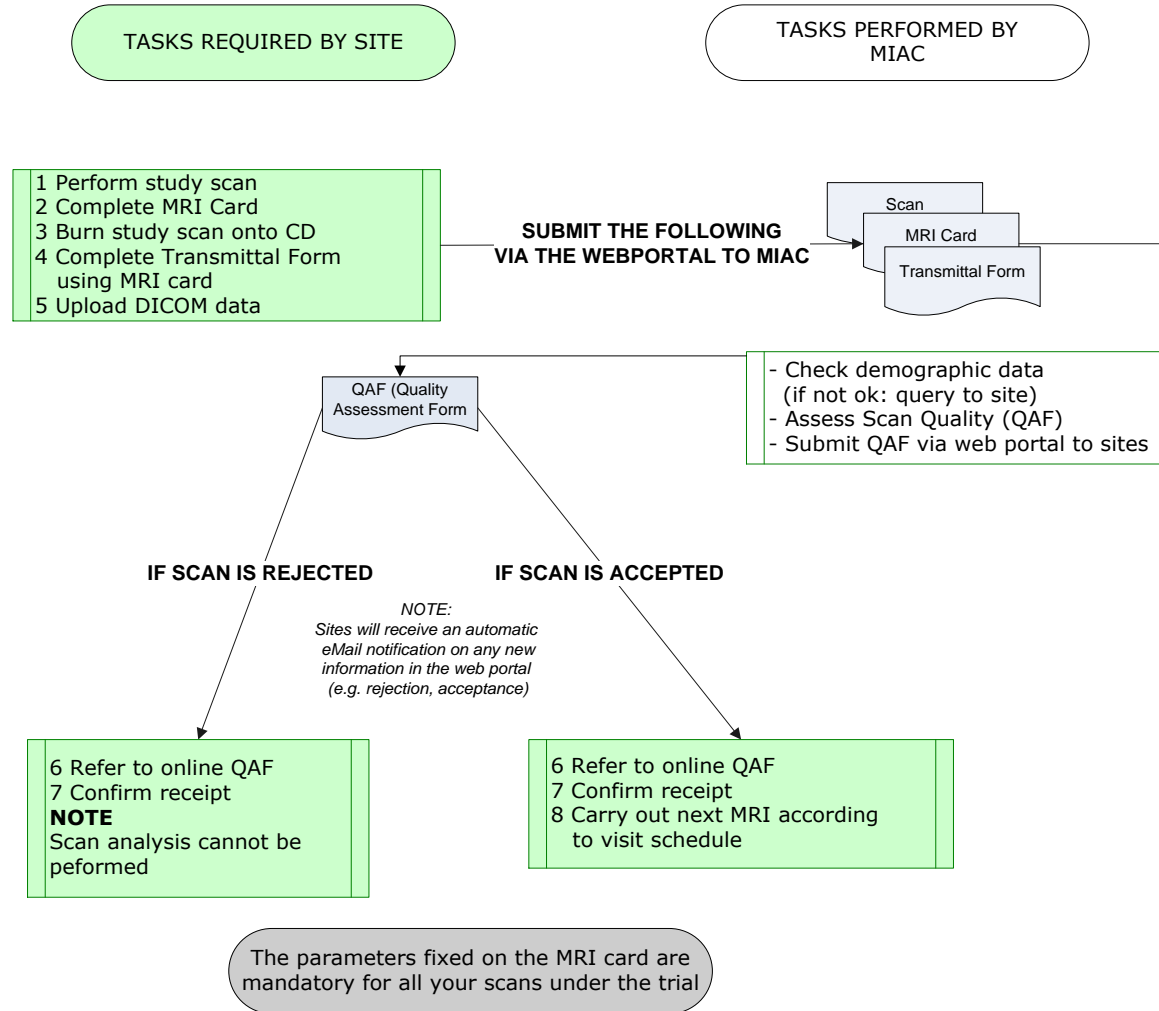 TASKS REQUIRED BY SITE
TASKS PERFORMED BY
MIAC
1 Perform study scan
2 Complete MRI Card
3 Burn study scan onto CD
4 Complete Transmittal Form
using MRI card
5 Upload DICOM data
SUBMIT THE FOLLOWING
VIA THE WEBPORTAL TO MIAC
Scan
MRI Card
Transmittal Form
- Check demographic data
(if not ok: query to site)
- Assess Scan Quality (QAF)
- Submit QAF via web portal to sites
QAF (Quality
Assessment Form
IF SCAN IS REJECTED
IF SCAN IS ACCEPTED
NOTE:
Sites will receive an automatic
eMail notification on any new
information in the web portal
(e.g. rejection, acceptance)
6 Refer to online QAF
7 Confirm receipt
NOTE
Scan analysis cannot be
peformed
6 Refer to online QAF
7 Confirm receipt
8 Carry out next MRI according
to visit schedule
The parameters fixed on the MRI card are
mandatory for all your scans under the trial